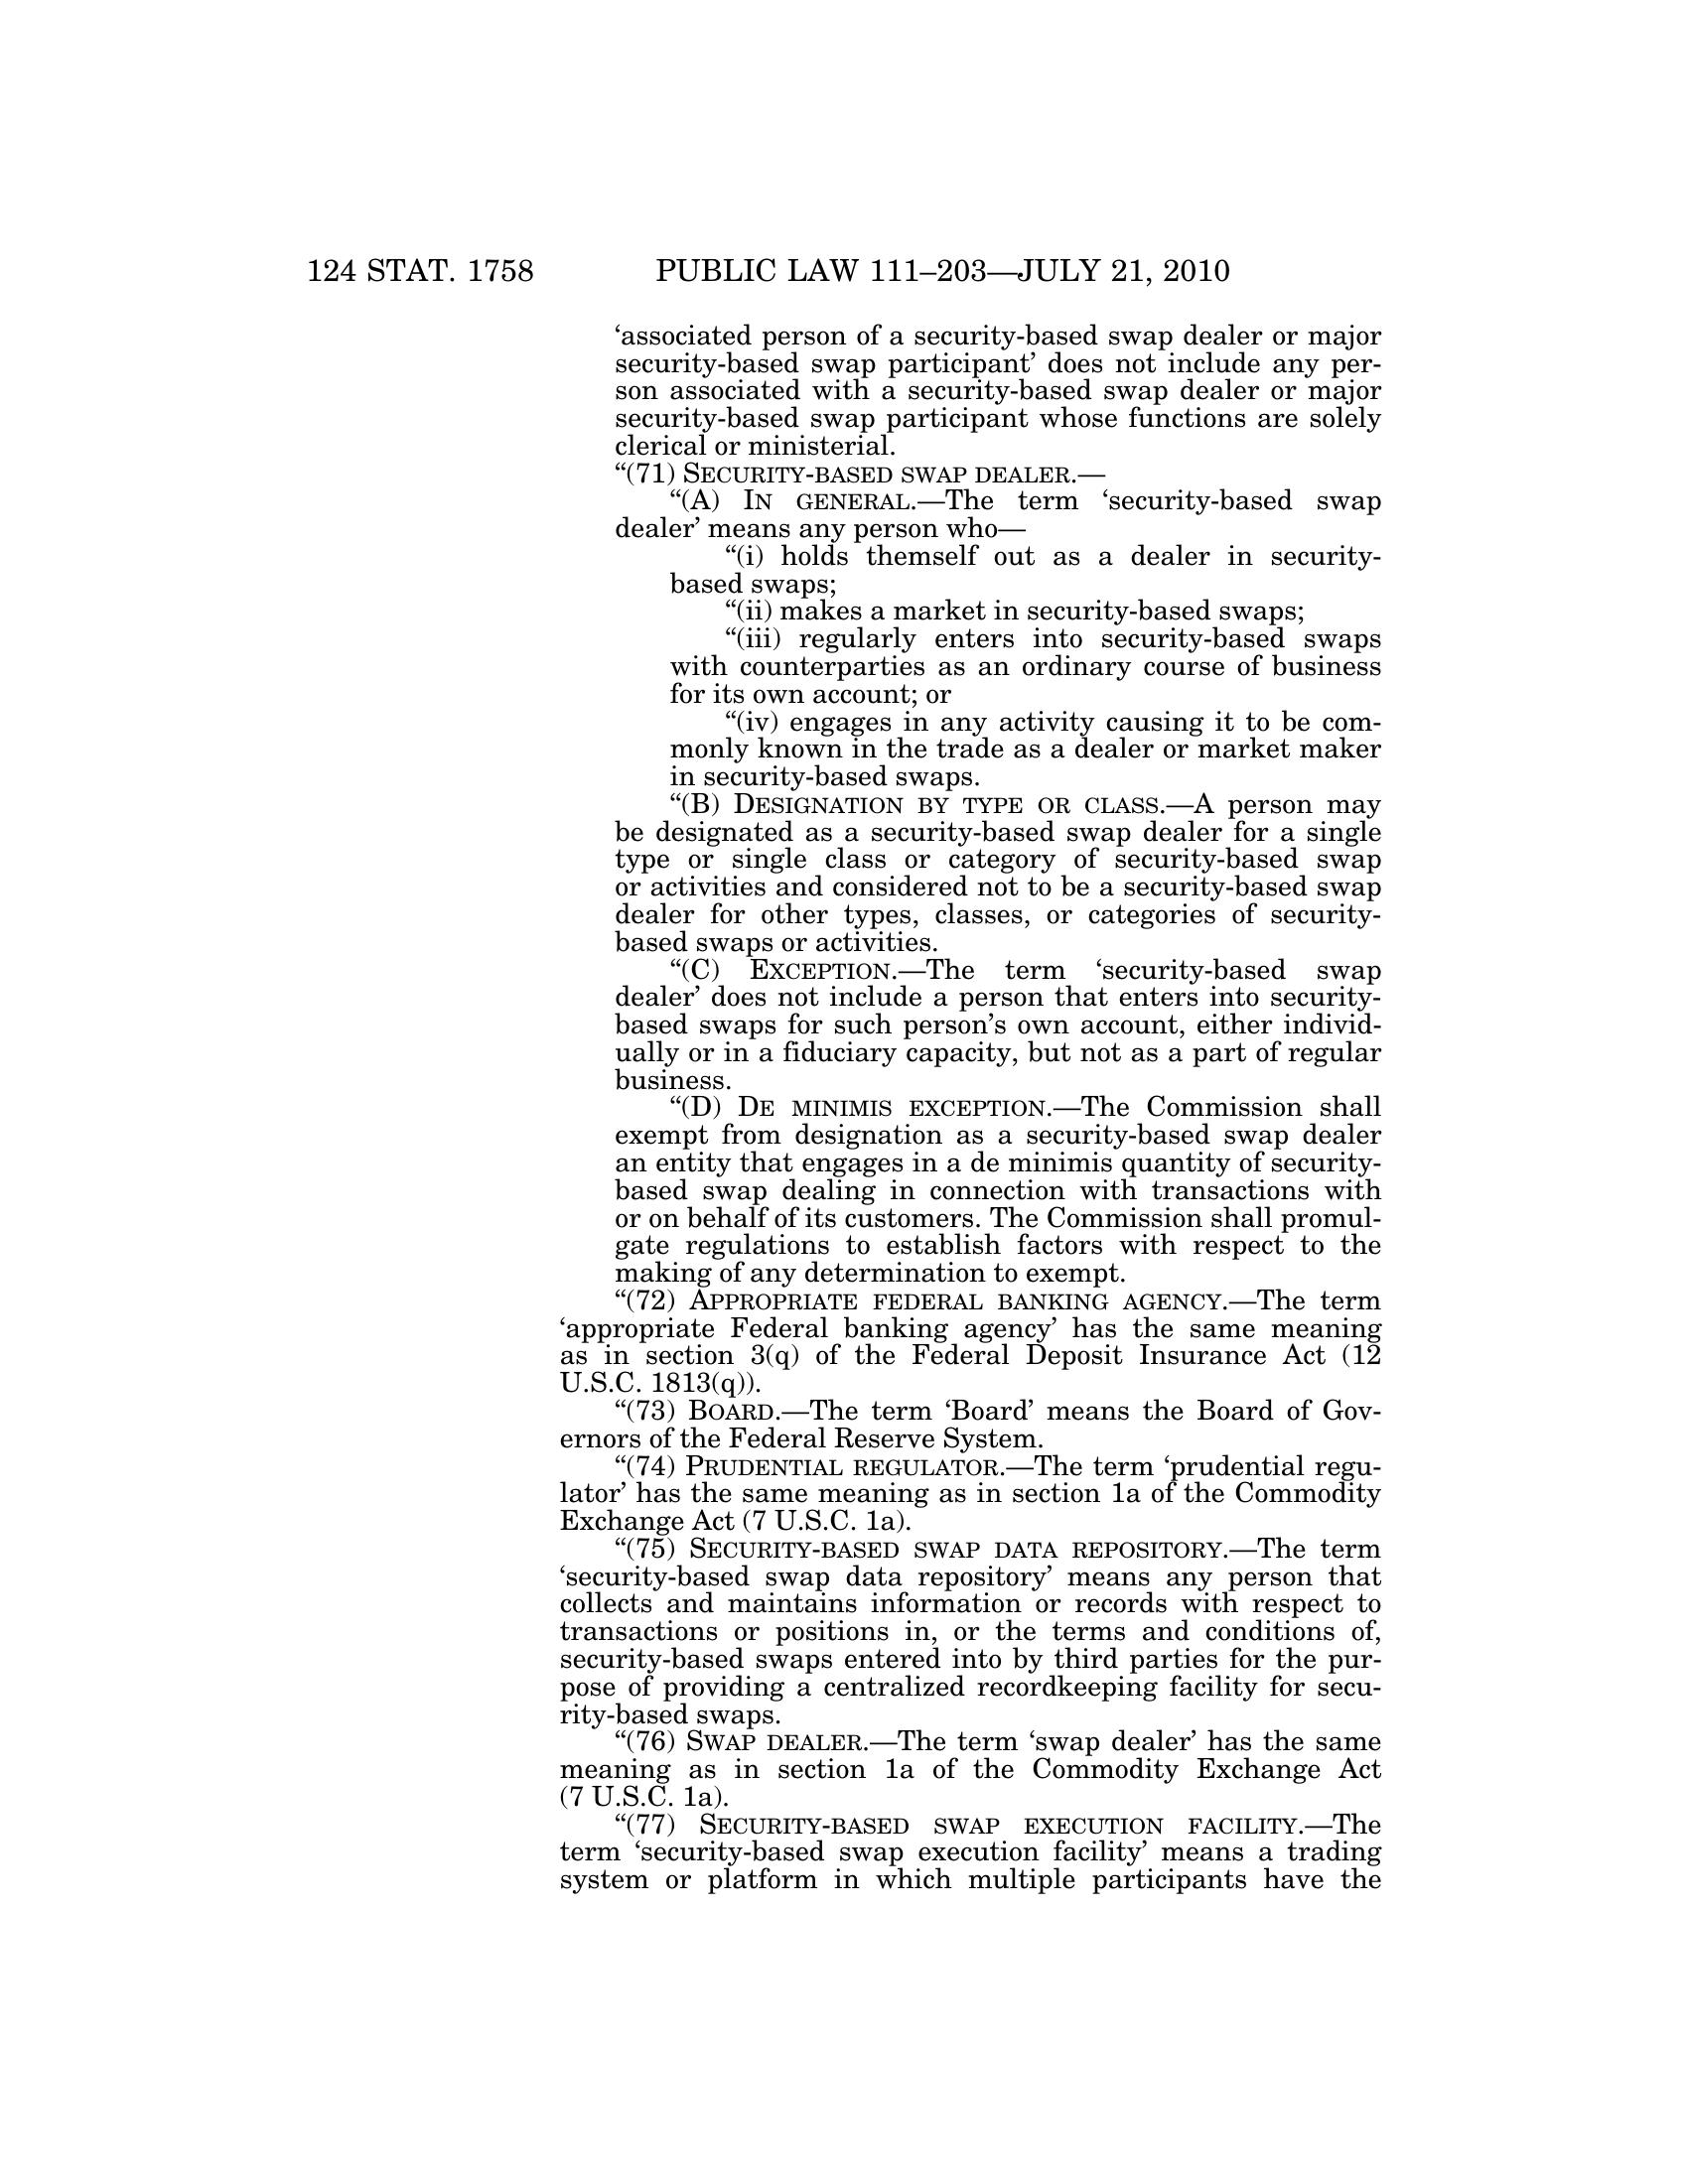 124 STAT. 1758 PUBLIC LAW 111–203—JULY 21, 2010
‘associated person of a security-based swap dealer or major
security-based swap participant’ does not include any per-
son associated with a security-based swap dealer or major
security-based swap participant whose functions are solely
clerical or ministerial.
“(71) SECURITY-BASED SWAP DEALER.—
“(A) IN GENERAL.—The term ‘security-based swap
dealer’ means any person who—
“(i) holds themself out as a dealer in security-
based swaps;
“(ii) makes a market in security-based swaps;
“(iii) regularly enters into security-based swaps
with counterparties as an ordinary course of business
for its own account; or
“(iv) engages in any activity causing it to be com-
monly known in the trade as a dealer or market maker
in security-based swaps.
“(B) DESIGNATION BY TYPE OR CLASS.—A person may
be designated as a security-based swap dealer for a single
type or single class or category of security-based swap
or activities and considered not to be a security-based swap
dealer for other types, classes, or categories of security-
based swaps or activities.
“(C) EXCEPTION.—The term ‘security-based swap
dealer’ does not include a person that enters into security-
based swaps for such person’s own account, either individ-
ually or in a fiduciary capacity, but not as a part of regular
business.
“(D) DE MINIMIS EXCEPTION.—The Commission shall
exempt from designation as a security-based swap dealer
an entity that engages in a de minimis quantity of security-
based swap dealing in connection with transactions with
or on behalf of its customers. The Commission shall promul-
gate regulations to establish factors with respect to the
making of any determination to exempt.
“(72) APPROPRIATE FEDERAL BANKING AGENCY.—The term
‘appropriate Federal banking agency’ has the same meaning
as in section 3(q) of the Federal Deposit Insurance Act (12
U.S.C. 1813(q)).
“(73) BOARD.—The term ‘Board’ means the Board of Gov-
ernors of the Federal Reserve System.
“(74) PRUDENTIAL REGULATOR.—The term ‘prudential regu-
lator’ has the same meaning as in section 1a of the Commodity
Exchange Act (7 U.S.C. 1a).
“(75) SECURITY-BASED SWAP DATA REPOSITORY.—The term
‘security-based swap data repository’ means any person that
collects and maintains information or records with respect to
transactions or positions in, or the terms and conditions of,
security-based swaps entered into by third parties for the pur-
pose of providing a centralized recordkeeping facility for secu-
rity-based swaps.
“(76) SWAP DEALER.—The term ‘swap dealer’ has the same
meaning as in section 1a of the Commodity Exchange Act
(7 U.S.C. 1a).
“(77) SECURITY-BASED SWAP EXECUTION FACILITY.—The
term ‘security-based swap execution facility’ means a trading
system or platform in which multiple participants have the